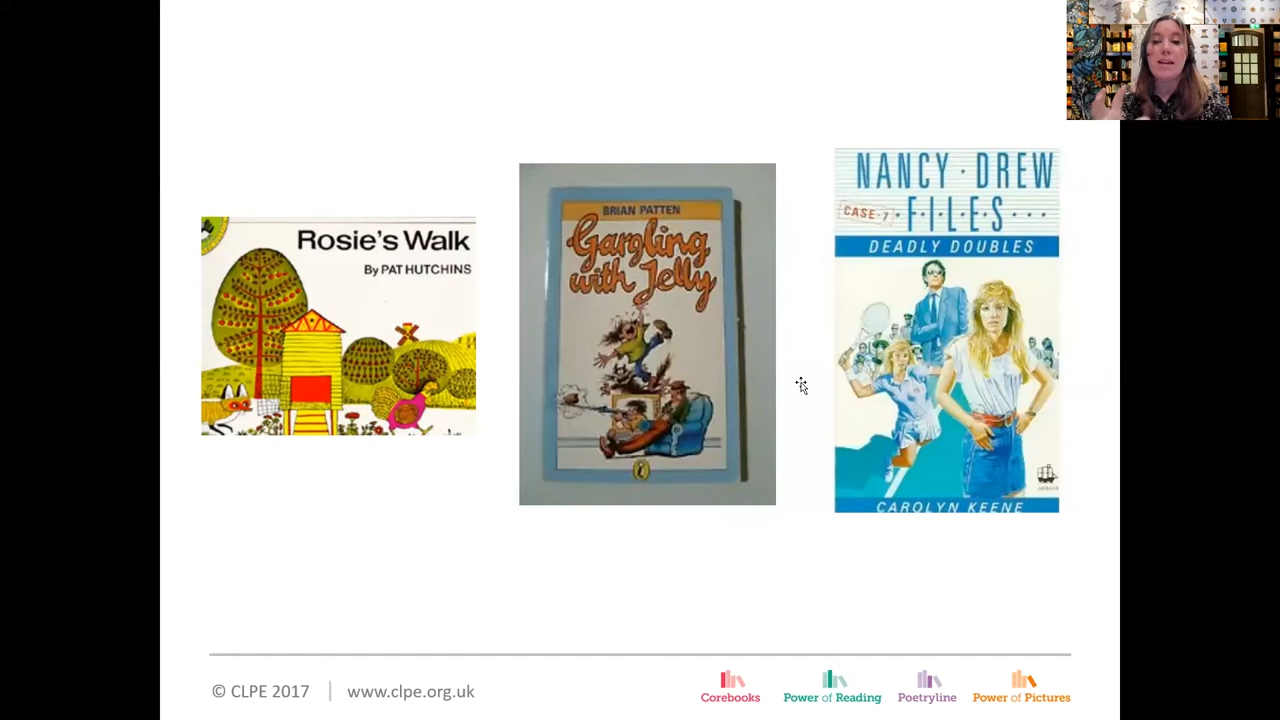 Rosie's Walk
By PAT HUTCHINS
BRIAN PATTEN
Gargling
with Jelly
NANCY · DREW
CASE·7
·F·I·L·E·S···
DEADLY DOUBLES
CAROLYN KEENE
© CLPE 2017 | www.clpe.org.uk
Corebooks
Power of Reading
Poetryline
Power of Pictures